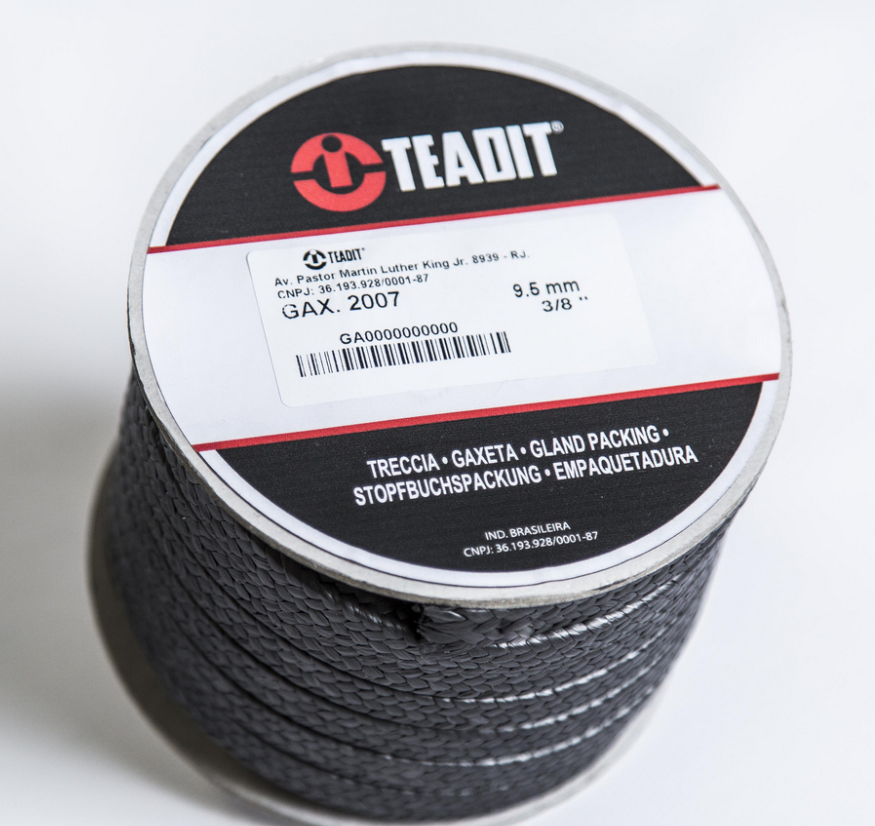 TEADIT®
TEADIT®
Av. Pastor Martin Luther King Jr. 8939 - RJ.
CNPJ: 36.193.928/0001-87
GAX. 2007
9.5 mm
3/8 "
GA0000000000
TRECCIA • GAXETA • GLAND PACKING •
STOPFBUCHSPACKUNG • EMPAQUETADURA
IND. BRASILEIRA
CNPJ: 36.193.928/0001-87